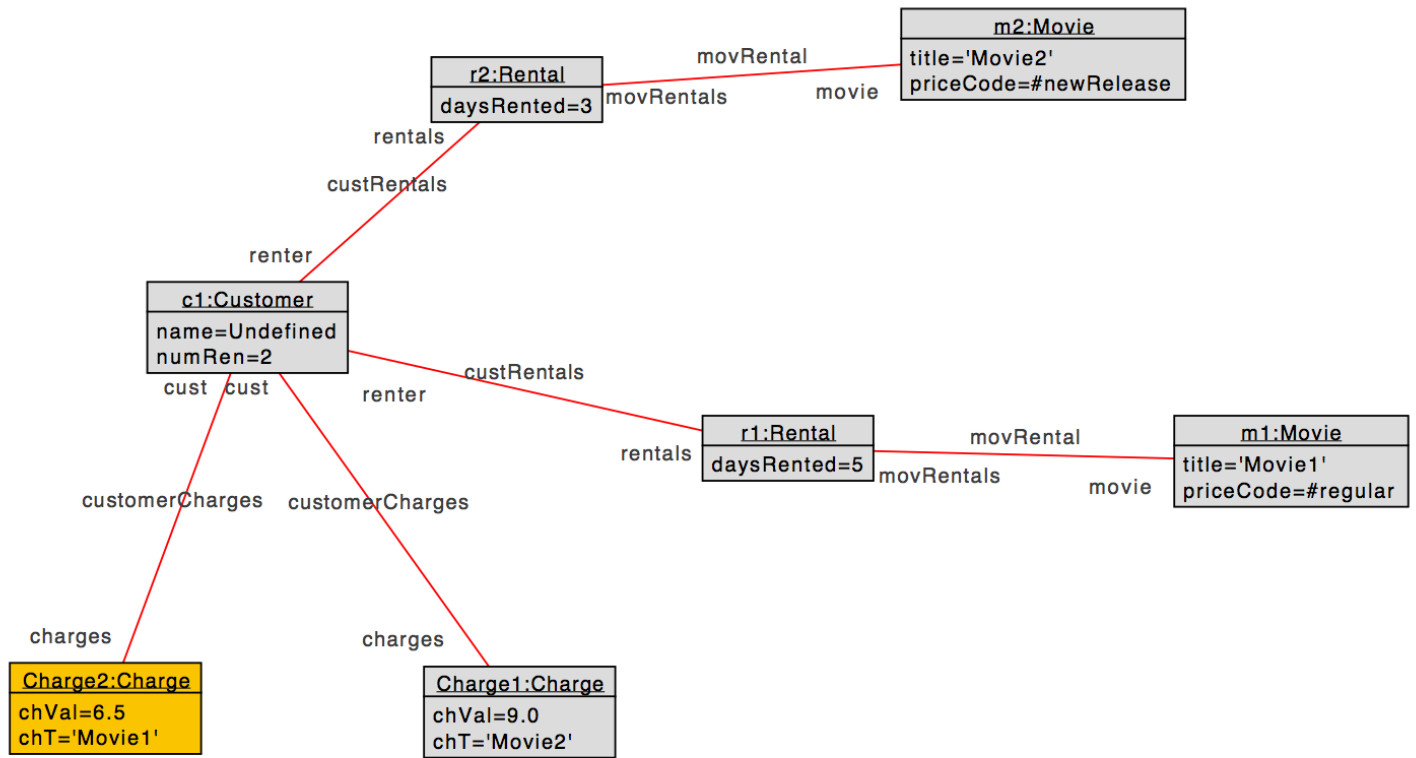 m2:Movie
title='Movie2'
priceCode=#newRelease
movRental
r2:Rental
daysRented=3
movRentals
movie
rentals
custRentals
renter
c1:Customer
name=Undefined
numRen=2
cust
cust
custRentals
renter
r1:Rental
daysRented=5
rentals
movRental
movRentals
movie
m1:Movie
title='Movie1'
priceCode=#regular
customerCharges
customerCharges
charges
charges
Charge2:Charge
chVal=6.5
chT='Movie1'
Charge1:Charge
chVal=9.0
chT='Movie2'